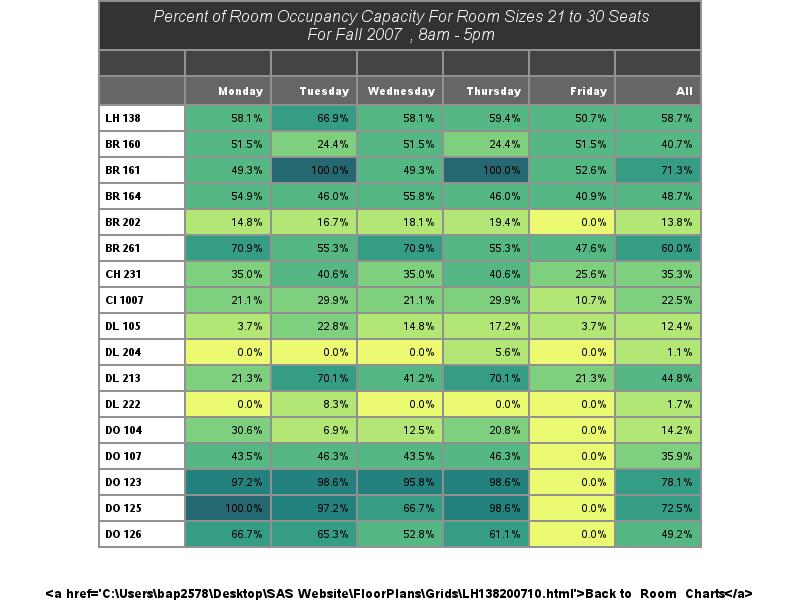 Percent of Room Occupancy Capacity For Room Sizes 21 to 30 Seats
For Fall 2007 , 8am - 5pm
Monday Tuesday Wednesday Thursday Friday All
LH 138 58.1% 66.9% 58.1% 59.4% 50.7% 58.7%
BR 160 51.5% 24.4% 51.5% 24.4% 51.5% 40.7%
BR 161 49.3% 100.0% 49.3% 100.0% 52.6% 71.3%
BR 164 54.9% 46.0% 55.8% 46.0% 40.9% 48.7%
BR 202 14.8% 16.7% 18.1% 19.4% 0.0% 13.8%
BR 261 70.9% 55.3% 70.9% 55.3% 47.6% 60.0%
CH 231 35.0% 40.6% 35.0% 40.6% 25.6% 35.3%
CI 1007 21.1% 29.9% 21.1% 29.9% 10.7% 22.5%
DL 105 3.7% 22.8% 14.8% 17.2% 3.7% 12.4%
DL 204 0.0% 0.0% 0.0% 5.6% 0.0% 1.1%
DL 213 21.3% 70.1% 41.2% 70.1% 21.3% 44.8%
DL 222 0.0% 8.3% 0.0% 0.0% 0.0% 1.7%
DO 104 30.6% 6.9% 12.5% 20.8% 0.0% 14.2%
DO 107 43.5% 46.3% 43.5% 46.3% 0.0% 35.9%
DO 123 97.2% 98.6% 95.8% 98.6% 0.0% 78.1%
DO 125 100.0% 97.2% 66.7% 98.6% 0.0% 72.5%
DO 126 66.7% 65.3% 52.8% 61.1% 0.0% 49.2%
<a href='C:\Users\bap2578\Desktop\SAS Website\FloorPlans\Grids\LH138200710.html'>Back to Room Charts</a>